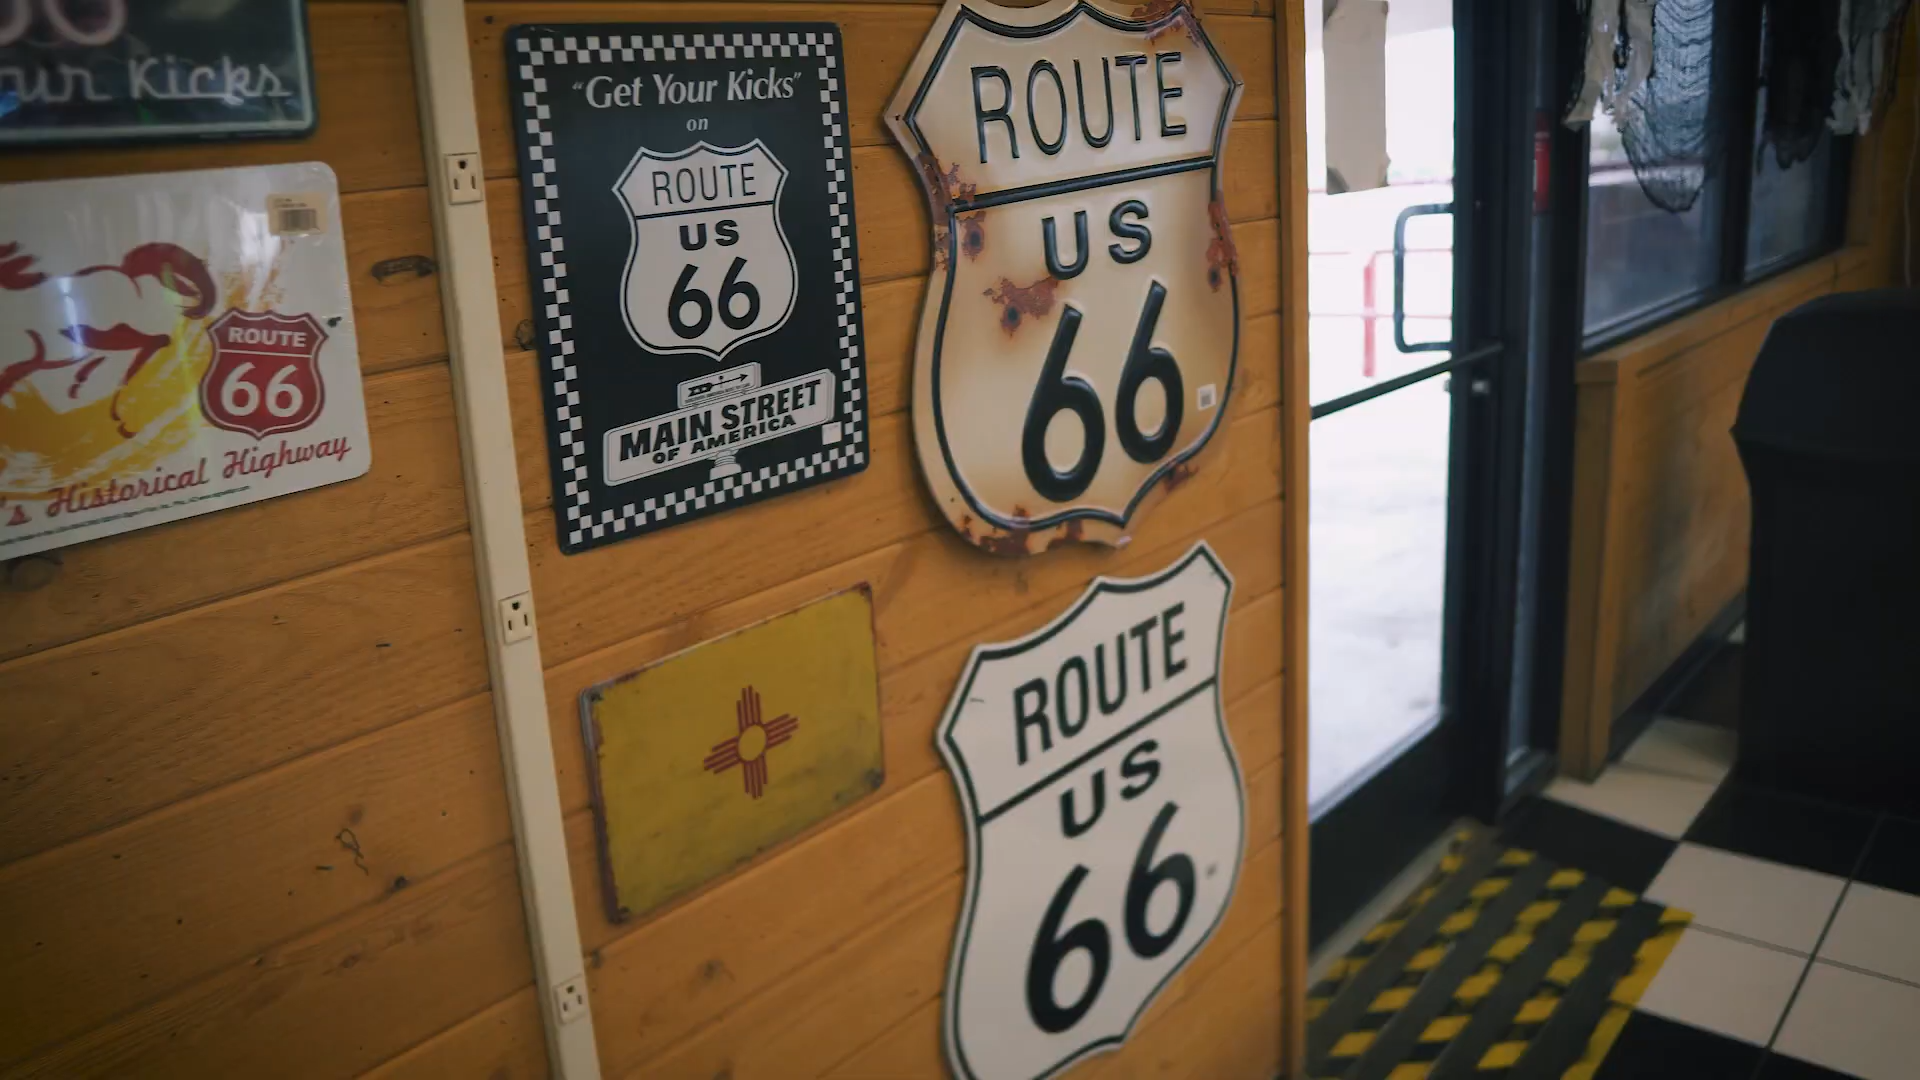 ur Kicks
ROUTE
66
's Historical Highway
"Get Your Kicks"
on
ROUTE
US
66
MAIN STREET
OF AMERICA
ROUTE
US
66
ROUTE
US
66